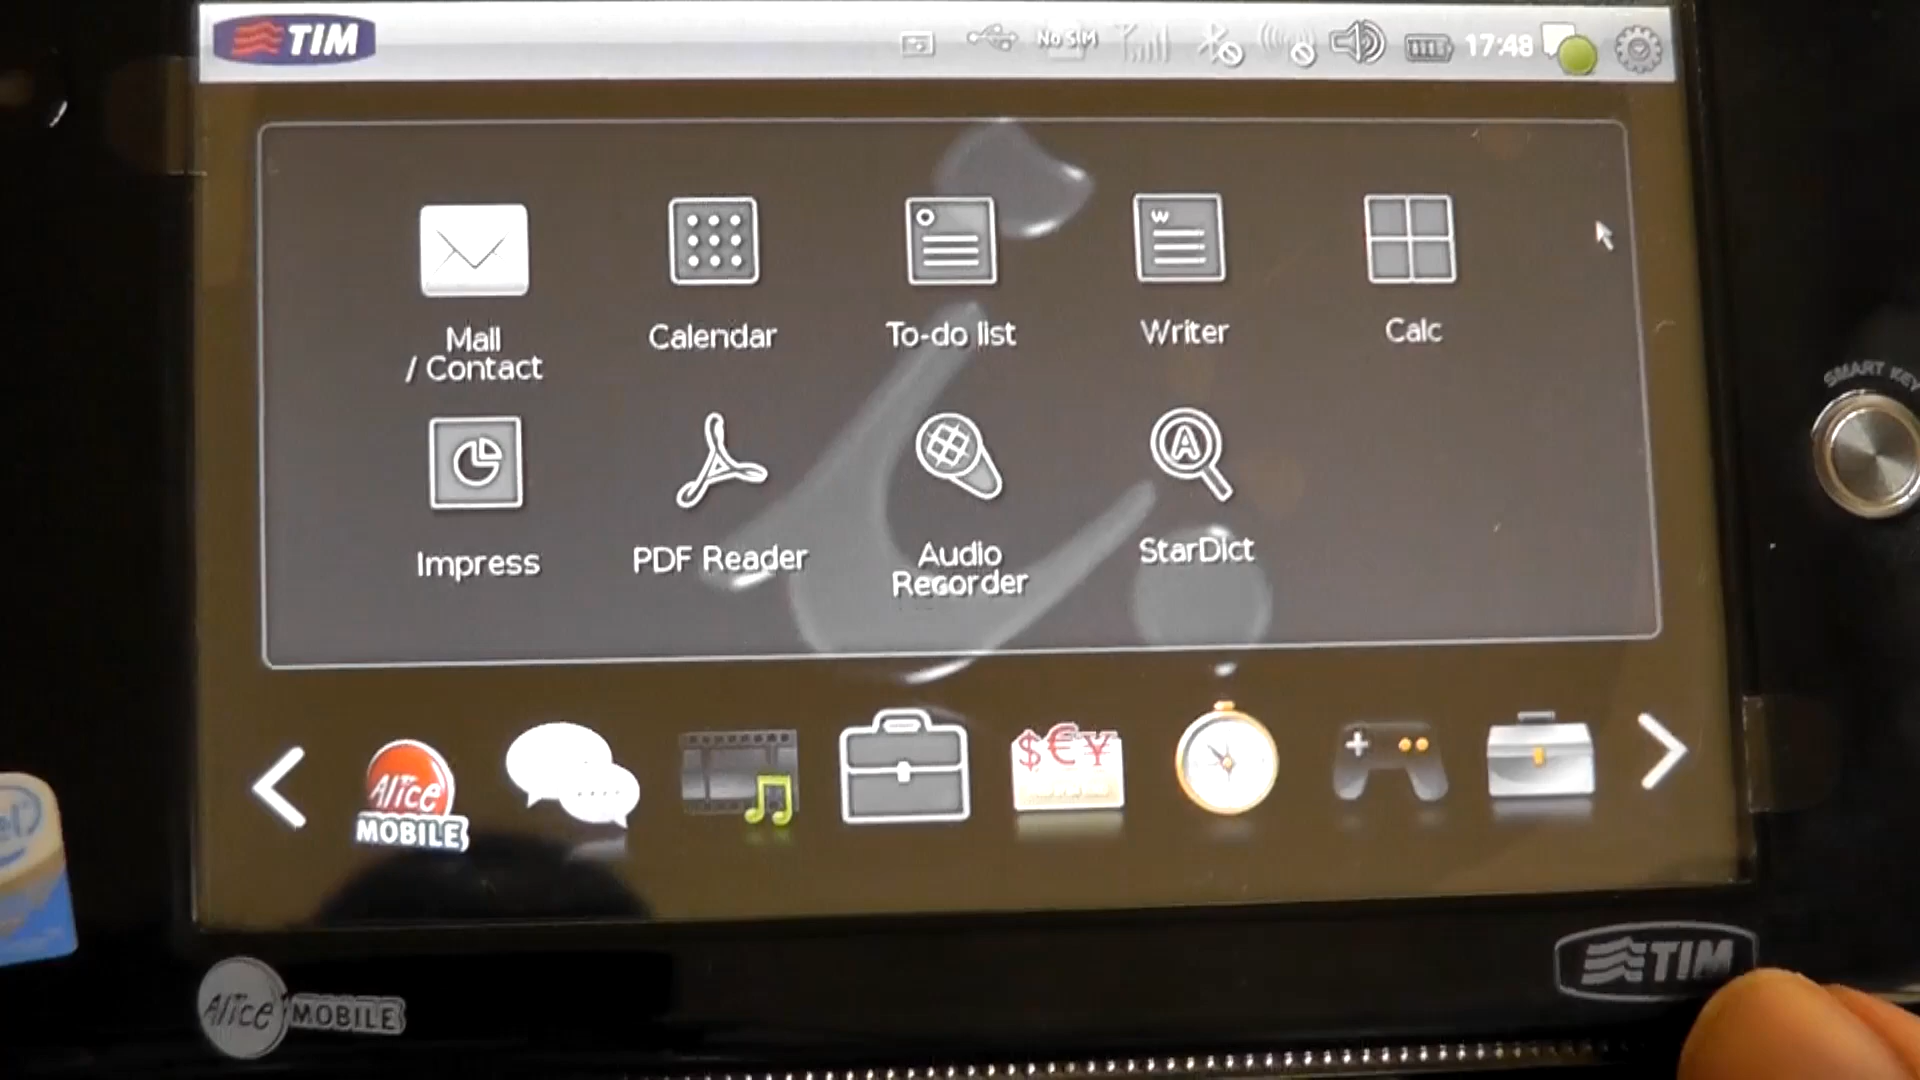 TIM
No SIM
17:48
W
Mail
/ Contact
Calendar
To-do list
Writer
Calc
A
Impress
PDF Reader
Audio
Recorder
StarDict
SMART KEY
Alice
MOBILE
$€¥
Alice MOBILE
TIM